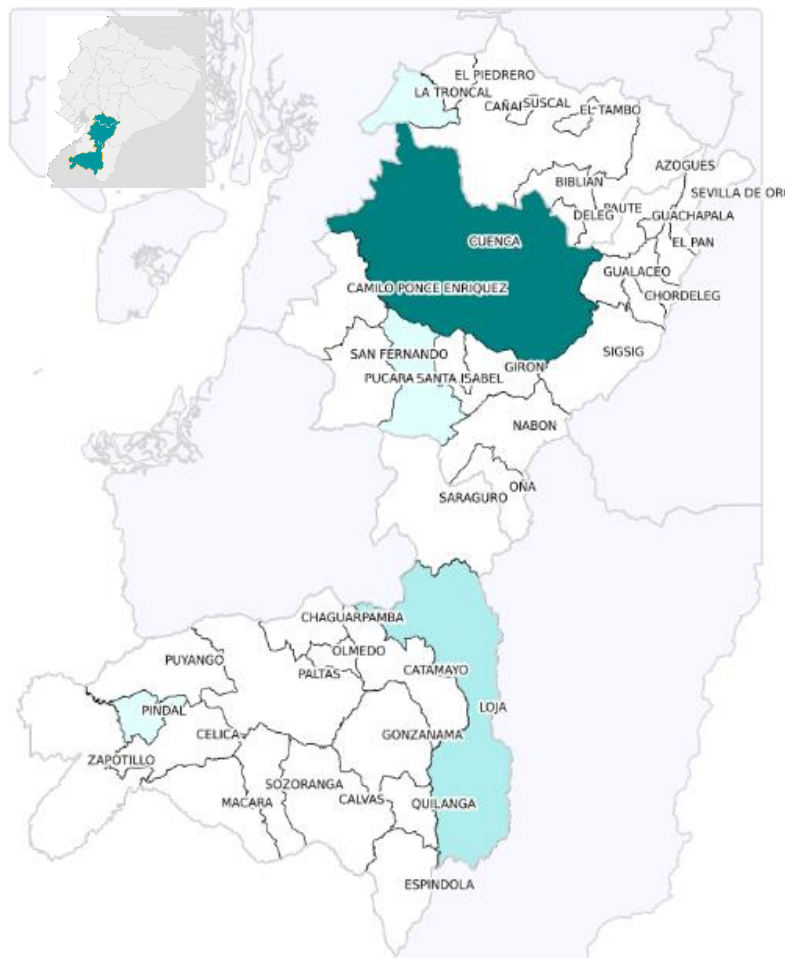 EL PIEDRERO
LA TRONCAL
CAÑAR
SUSCAL
EL TAMBO
AZOGUES
BIBLIAN
SEVILLA DE ORO
PAUTE
DELEG
GUACHAPALA
CUENCA
EL PAN
GUALACEO
CAMILO PONCE ENRIQUEZ
CHORDELEG
SAN FERNANDO
SIGSIG
GIRON
PUCARA
SANTA ISABEL
NABON
OÑA
SARAGURO
CHAGUARPAMBA
OLMEDO
PUYANGO
CATAMAYO
PALTAS
LOJA
PINDAL
CELICA
GONZANAMA
ZAPOTILLO
SOZORANGA
CALVAS
MACARA
QUILANGA
ESPINDOLA